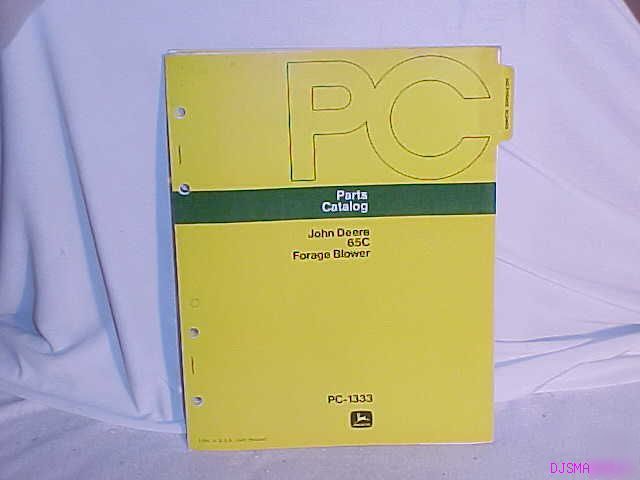 PC
Parts
Catalog
John Deere
65C
Forage Blower
PC-1333
DJSMA